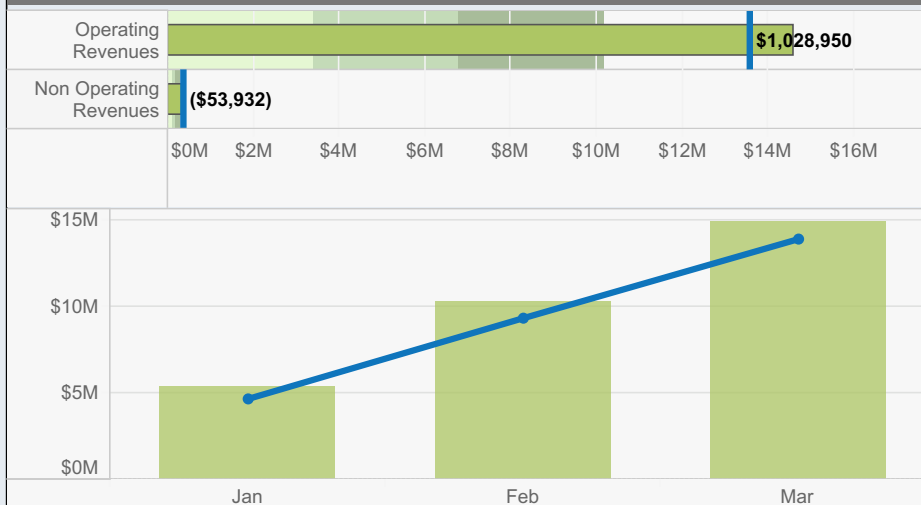 Operating
Revenues
$1,028,950
Non Operating
Revenues
($53,932)
$0M $2M $4M $6M $8M $10M $12M $14M $16M
$15M
$10M
$5M
$0M
Jan Feb Mar